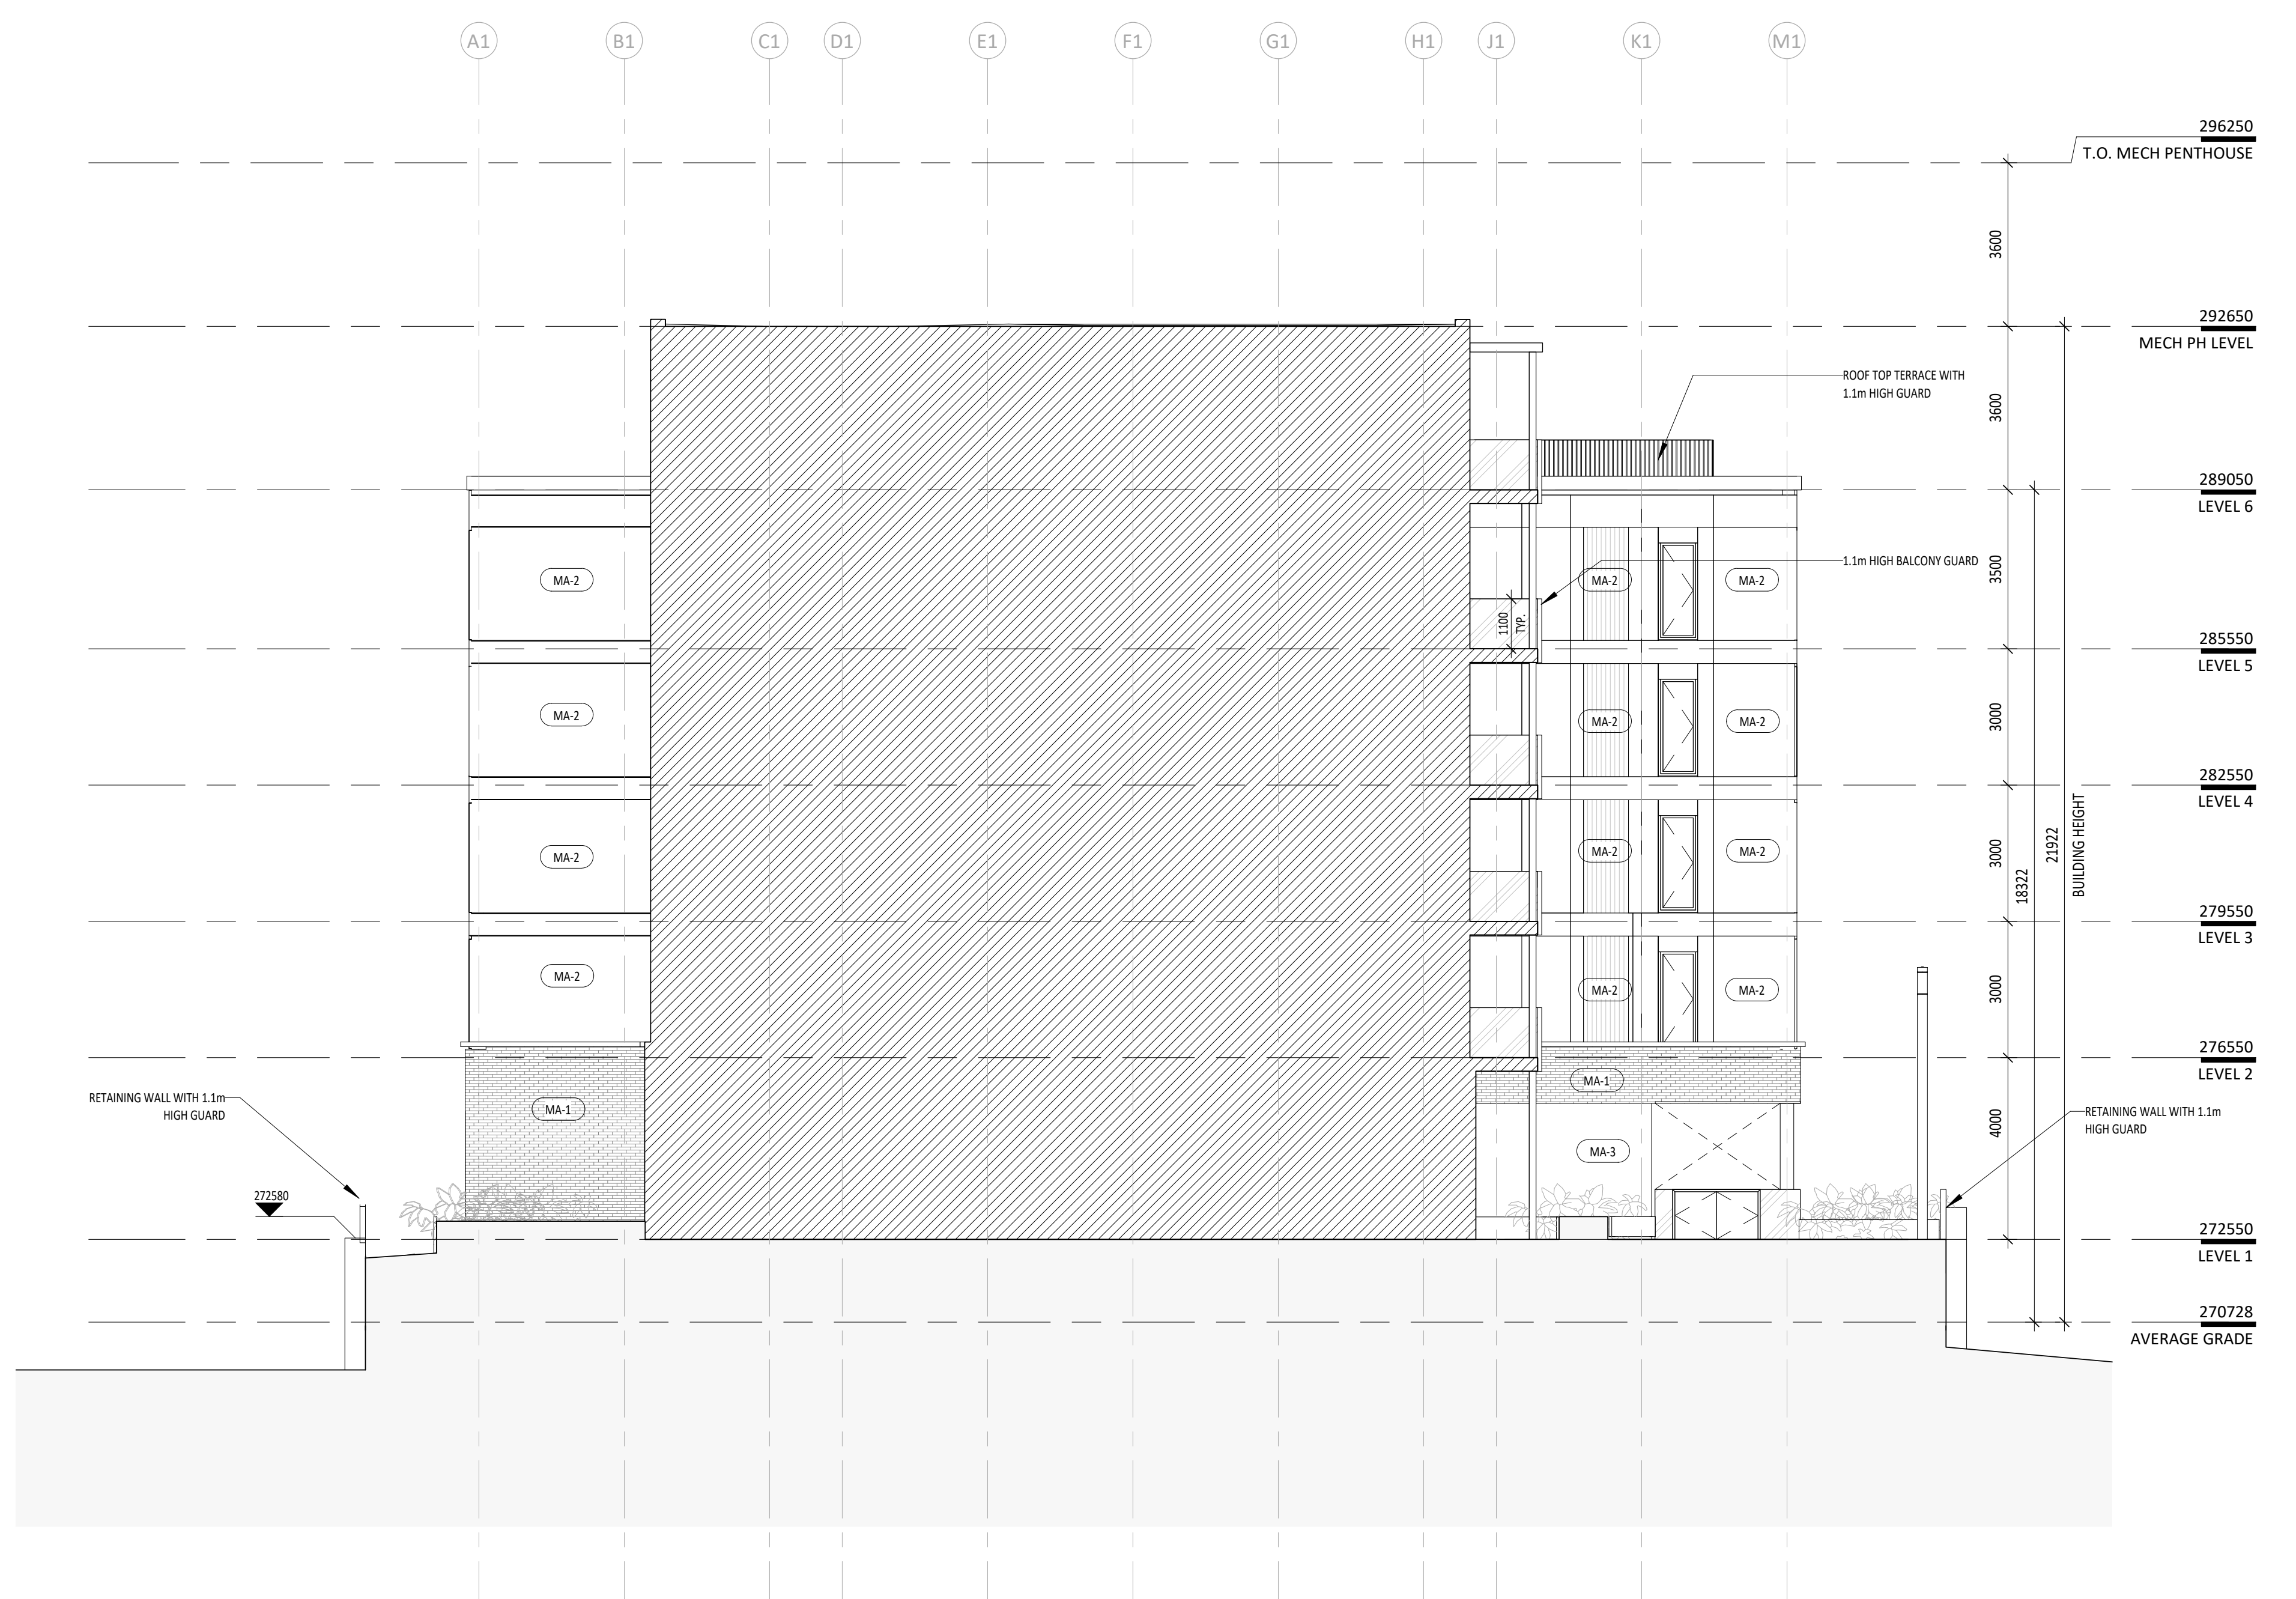 A1 B1 C1 D1 E1 F1 G1 H1 J1 K1 M1
296250
T.O. MECH PENTHOUSE
3600
292650
MECH PH LEVEL
ROOF TOP TERRACE WITH
1.1m HIGH GUARD
3600
289050
LEVEL 6
1.1m HIGH BALCONY GUARD
3500
MA-2
MA-2
MA-2
1100
TYP.
285550
LEVEL 5
MA-2
MA-2
MA-2
3000
282550
LEVEL 4
MA-2
MA-2
MA-2
3000
18322
21922
BUILDING HEIGHT
279550
LEVEL 3
MA-2
MA-2
MA-2
3000
276550
LEVEL 2
MA-1
MA-1
RETAINING WALL WITH 1.1m
HIGH GUARD
RETAINING WALL WITH 1.1m
HIGH GUARD
4000
MA-3
272580
272550
LEVEL 1
270728
AVERAGE GRADE